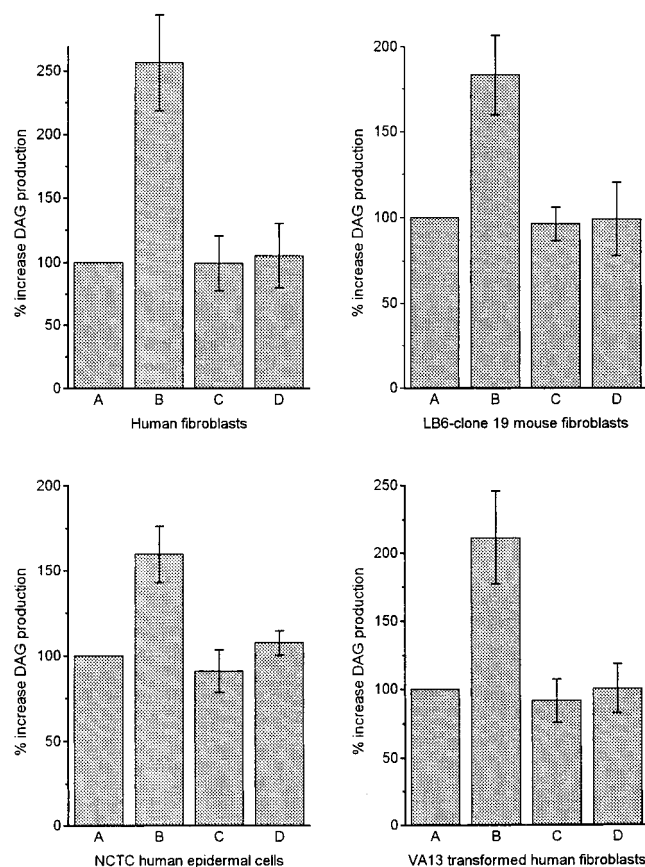 % increase DAG production
250
200
150
100
50
0
A B C D
Human fibroblasts
% increase DAG production
200
150
100
50
0
A B C D
LB6-clone 19 mouse fibroblasts
% increase DAG production
200
150
100
50
0
A B C D
NCTC human epidermal cells
% increase DAG production
250
200
150
100
50
0
A B C D
VA13 transformed human fibroblasts